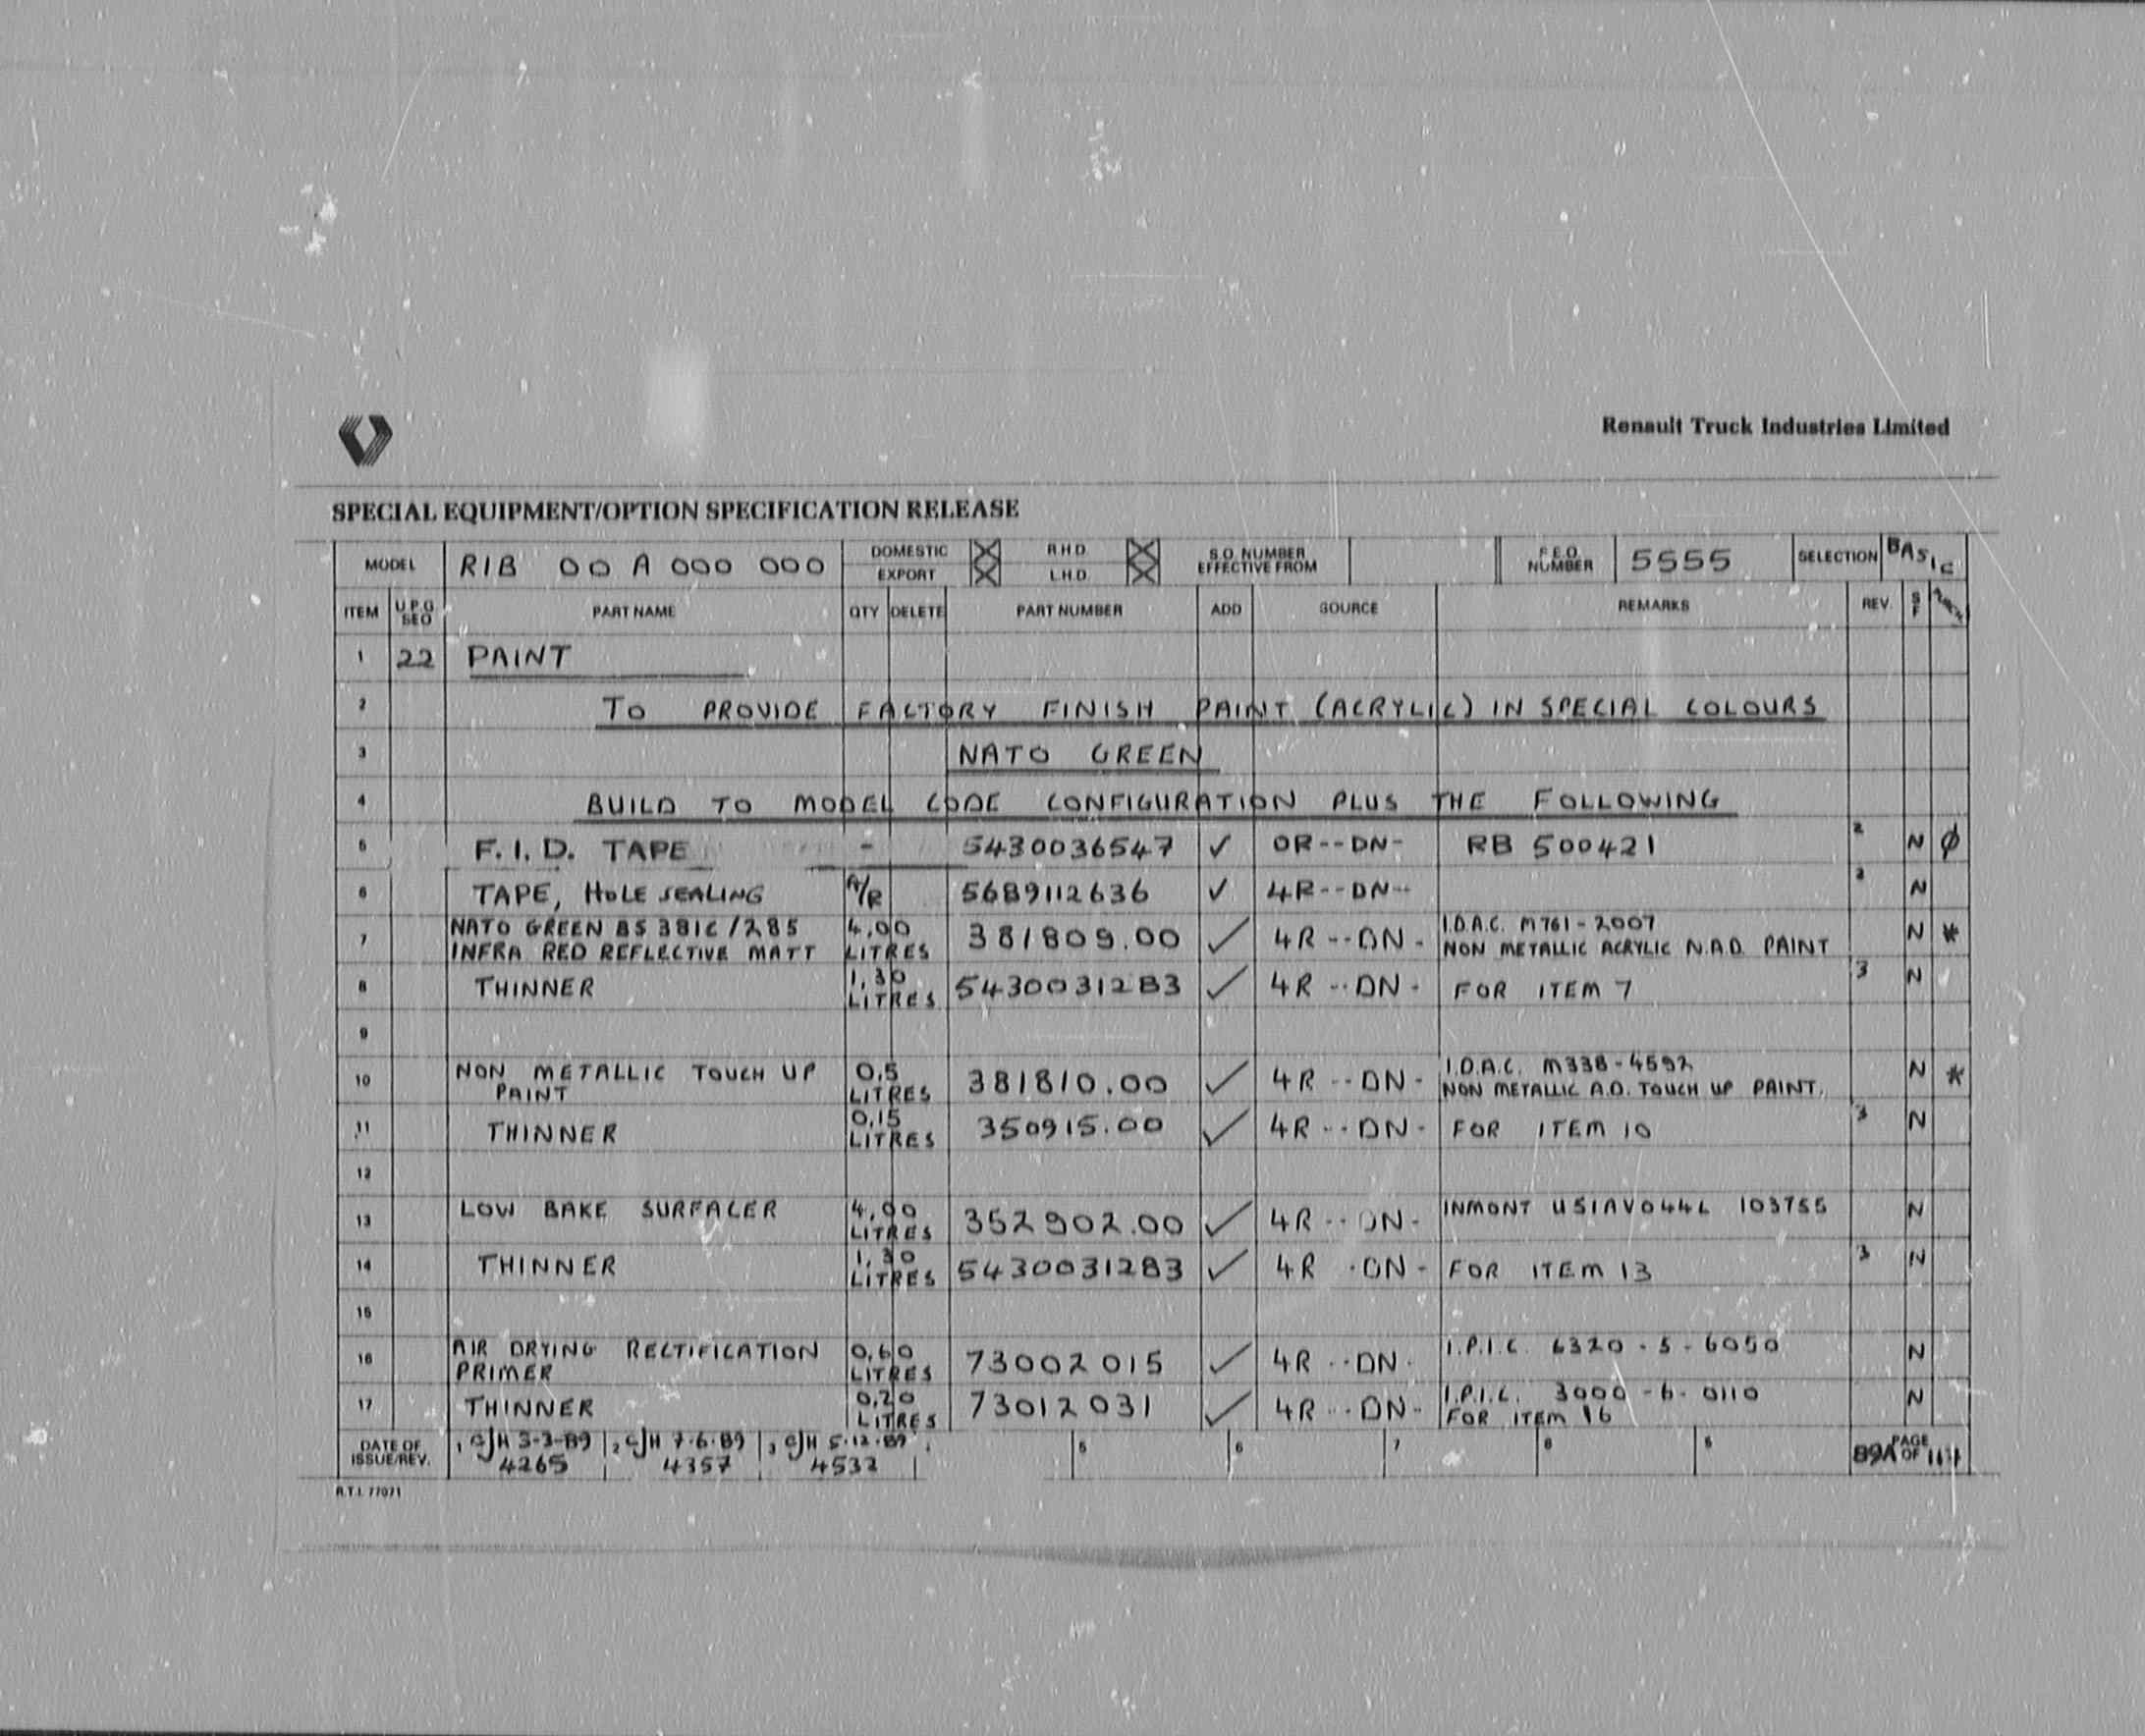 Renault Truck Industries Limited
SPECIAL EQUIPMENT/OPTION SPECIFICATION RELEASE
MODEL RIB 00 A 000 000 DOMESTIC R.H.D. S.O. NUMBER NUMBER 5555 SELECTION BASIC
EXPORT L.H.D. EFFECTIVE FROM
ITEM U.P.G SEQ PART NAME QTY DELETE PART NUMBER ADD SOURCE REMARKS REV. S F
1 22 PAINT
2 TO PROVIDE FACTORY FINISH PAINT (ACRYLIC) IN SPECIAL COLOURS
3 NATO GREEN
4 BUILD TO MODEL CODE CONFIGURATION PLUS THE FOLLOWING
5 F.I.D. TAPE - 5430036547 ✓ OR--DN- RB 500421 2 N Ø
6 TAPE, HOLE SEALING A/R 5689112636 ✓ 4R--DN-- 2 N
7 NATO GREEN BS 381C/285 4,00 381809.00 ✓ 4R--DN- I.D.A.C. M761-2007 N *
INFRA RED REFLECTIVE MATT LITRES NON METALLIC ACRYLIC N.A.D. PAINT
8 THINNER 1,30 LITRES 5430031283 ✓ 4R--DN- FOR ITEM 7 3 N
9
10 NON METALLIC TOUCH UP 0,5 381810.00 ✓ 4R--DN- I.D.A.C. M338-4592 N *
PAINT LITRES NON METALLIC A.D. TOUCH UP PAINT.
11 THINNER 0,15 LITRES 350915.00 ✓ 4R--DN- FOR ITEM 10 3 N
12
13 LOW BAKE SURFACER 4,00 LITRES 352902.00 ✓ 4R--DN- INMONT U51AV044L 103755 N
14 THINNER 1,30 LITRES 5430031283 ✓ 4R -DN- FOR ITEM 13 3 N
15
16 AIR DRYING RECTIFICATION 0,60 73002015 ✓ 4R--DN- I.P.I.C. 6320-5-6050 N
PRIMER LITRES
17 THINNER 0,20 73012031 ✓ 4R--DN- I.P.I.C. 3000-6-0110 N
LITRES FOR ITEM 16
DATE OF 1 CJH 3-3-89 2 CJH 7-6-89 3 CJH 5-12-89 5 6 7 8 9 PAGE
ISSUE/REV. 4265 4357 4532 89A OF
R.T.I. 77071